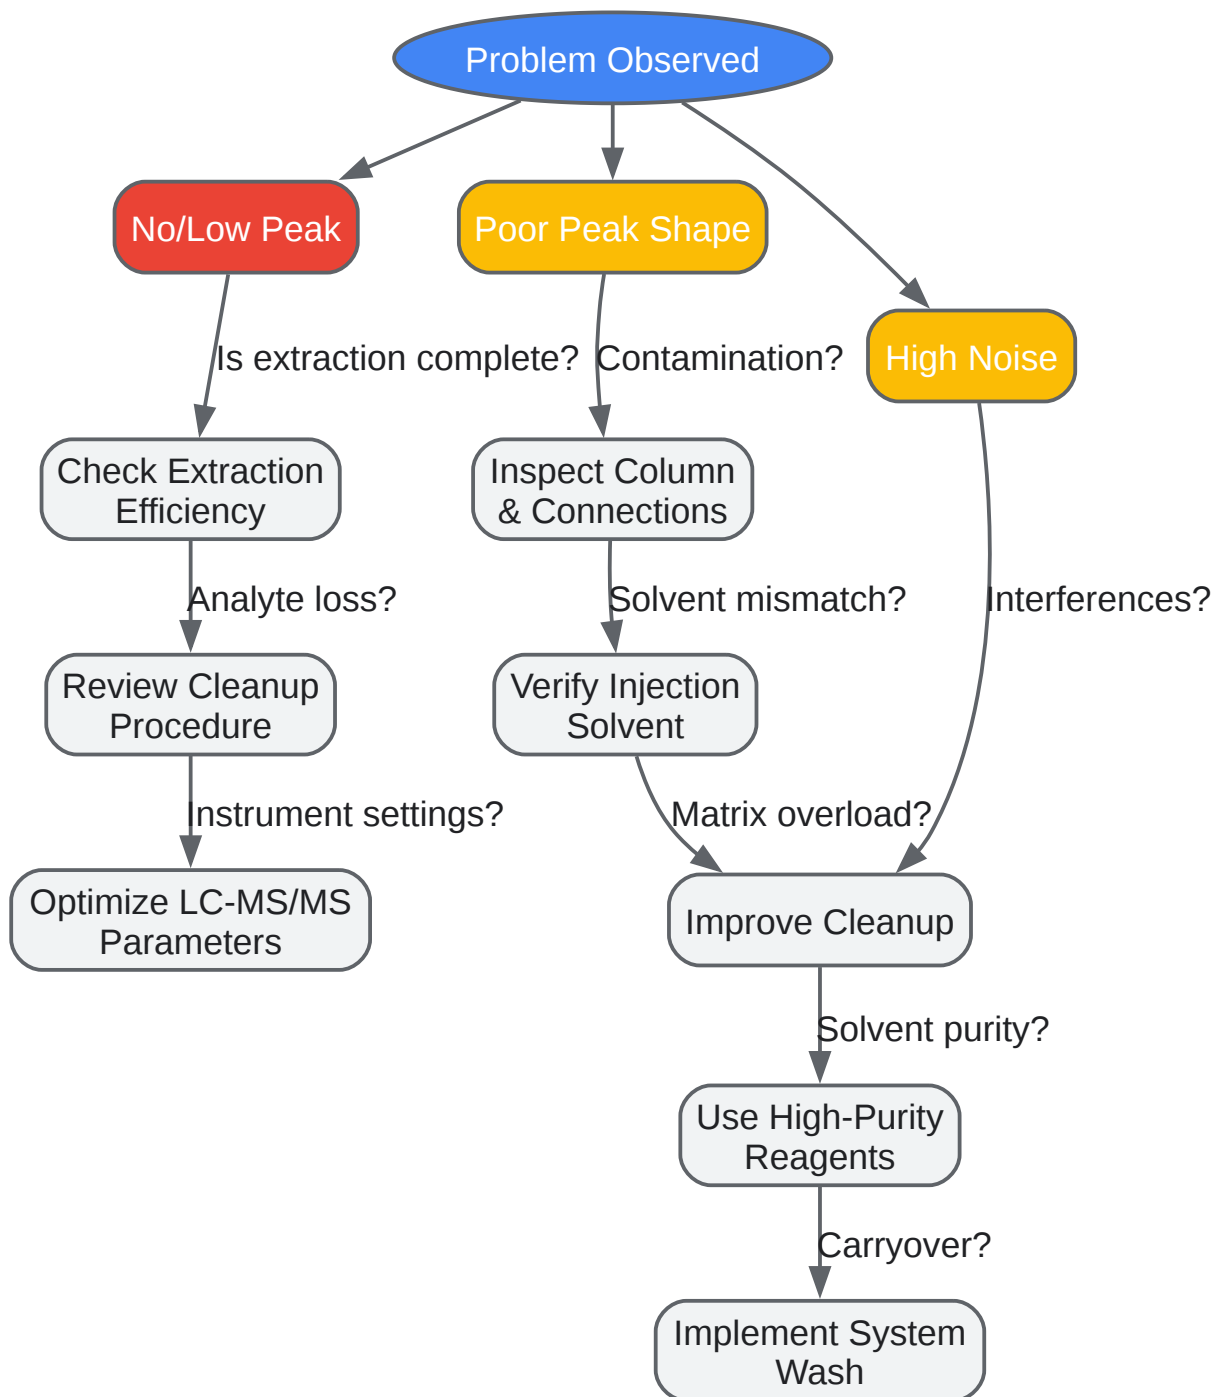 Problem Observed
No/Low Peak
Poor Peak Shape
High Noise
Is extraction complete?
Contamination?
Check Extraction
Efficiency
Inspect Column
& Connections
Analyte loss?
Solvent mismatch?
Interferences?
Review Cleanup
Procedure
Verify Injection
Solvent
Instrument settings?
Matrix overload?
Optimize LC-MS/MS
Parameters
Improve Cleanup
Solvent purity?
Use High-Purity
Reagents
Carryover?
Implement System
Wash